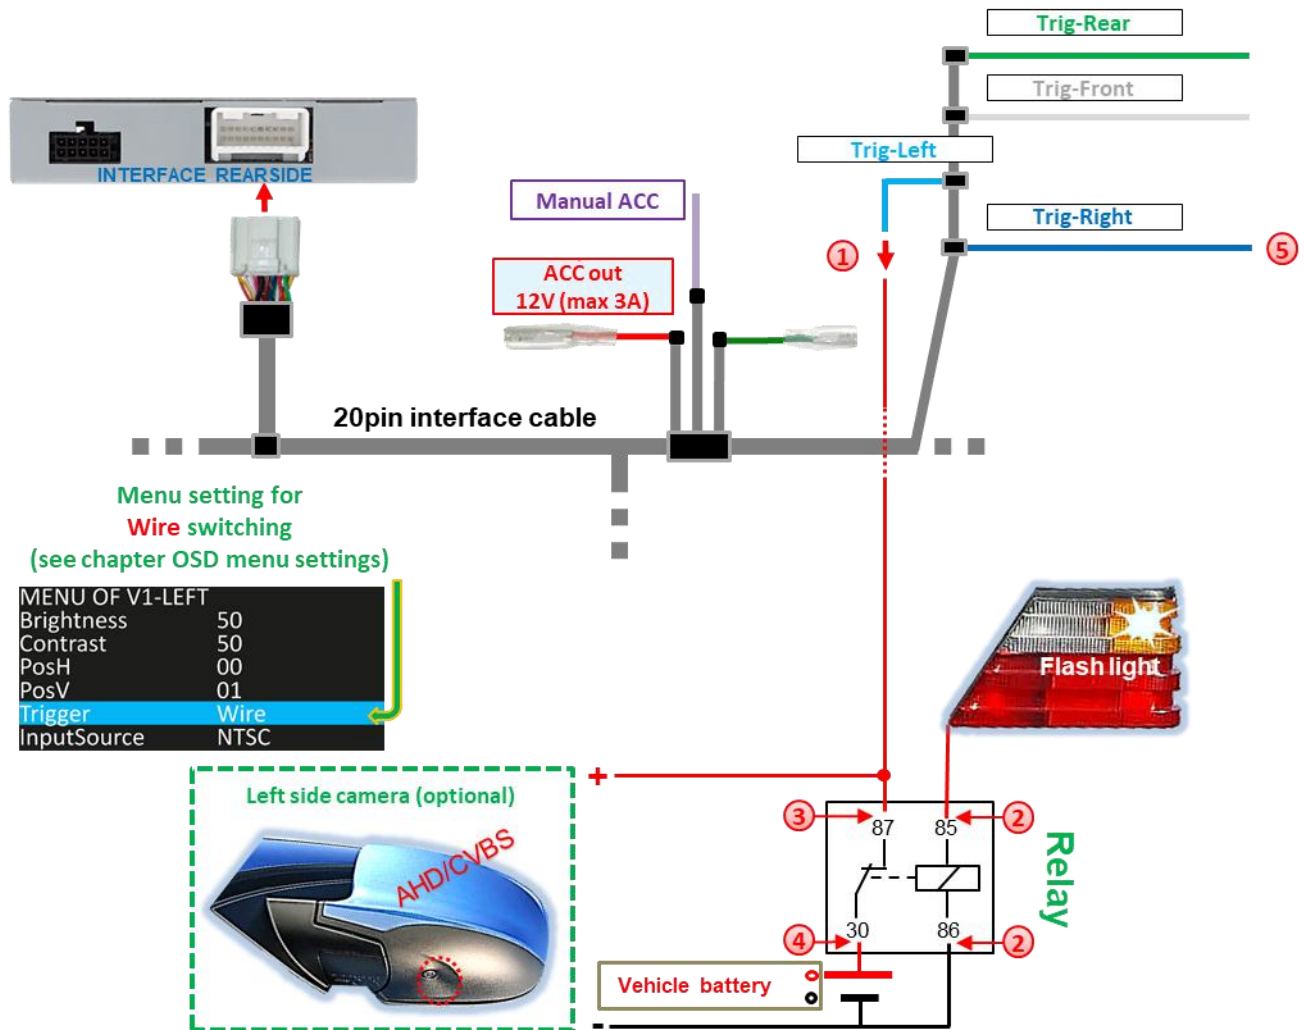 Trig-Rear
Trig-Front
Trig-Left
Trig-Right
5
INTERFACE REARSIDE
Manual ACC
ACC out
12V (max 3A)
1
20pin interface cable
Menu setting for
Wire switching
(see chapter OSD menu settings)
MENU OF V1-LEFT
Brightness 50
Contrast 50
PosH 00
PosV 01
Trigger Wire
InputSource NTSC
Flash light
+
Left side camera (optional)
AHD/CVBS
3
87
85
2
Relay
4
30
86
2
Vehicle battery
-